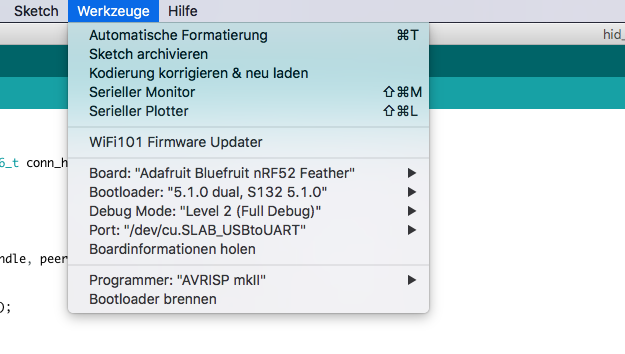 Sketch Werkzeuge Hilfe
hid_
Automatische Formatierung ⌘T
Sketch archivieren
Kodierung korrigieren & neu laden
Serieller Monitor ⇧⌘M
Serieller Plotter ⇧⌘L
WiFi101 Firmware Updater
6_t conn_h
Board: "Adafruit Bluefruit nRF52 Feather"
Bootloader: "5.1.0 dual, S132 5.1.0"
Debug Mode: "Level 2 (Full Debug)"
Port: "/dev/cu.SLAB_USBtoUART"
Boardinformationen holen
ndle, peer
Programmer: "AVRISP mkII"
Bootloader brennen
);